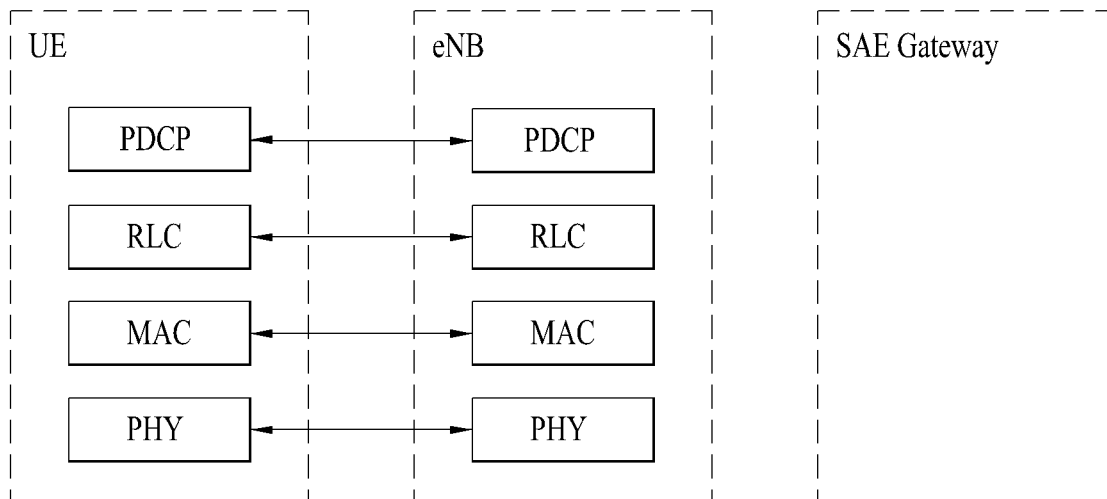 UE
eNB
SAE Gateway
PDCP
PDCP
RLC
RLC
MAC
MAC
PHY
PHY